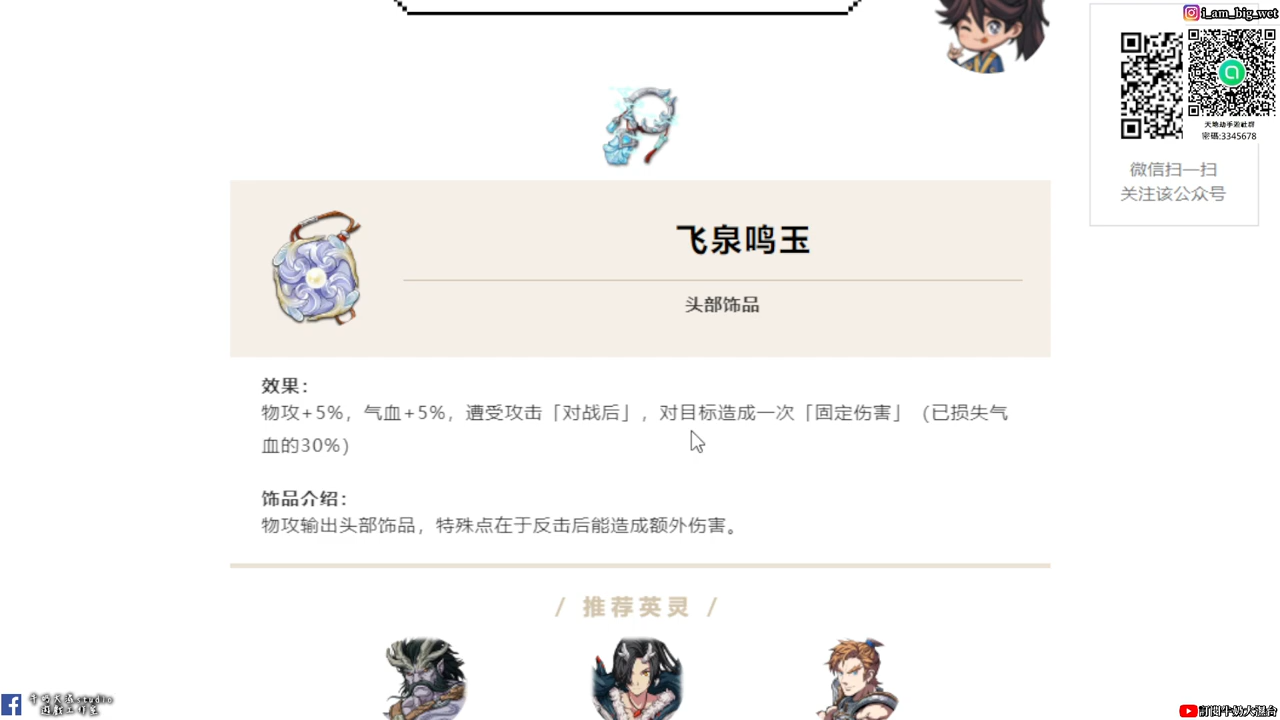 i_am_big_wet
天地劫手游社群
密碼:3345678
微信扫一扫
关注该公众号
飞泉鸣玉
头部饰品
效果：
物攻+5%，气血+5%，遭受攻击「对战后」，对目标造成一次「固定伤害」（已损失气
血的30%）
饰品介绍：
物攻输出头部饰品，特殊点在于反击后能造成额外伤害。
/ 推荐英灵 /